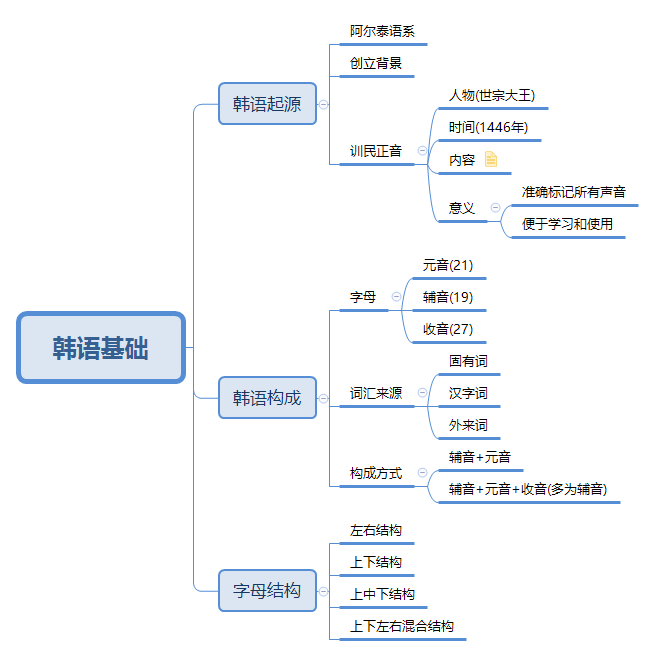 韩语基础
韩语起源
阿尔泰语系
创立背景
训民正音
人物(世宗大王)
时间(1446年)
内容
意义
准确标记所有声音
便于学习和使用
韩语构成
字母
元音(21)
辅音(19)
收音(27)
词汇来源
固有词
汉字词
外来词
构成方式
辅音+元音
辅音+元音+收音(多为辅音)
字母结构
左右结构
上下结构
上中下结构
上下左右混合结构